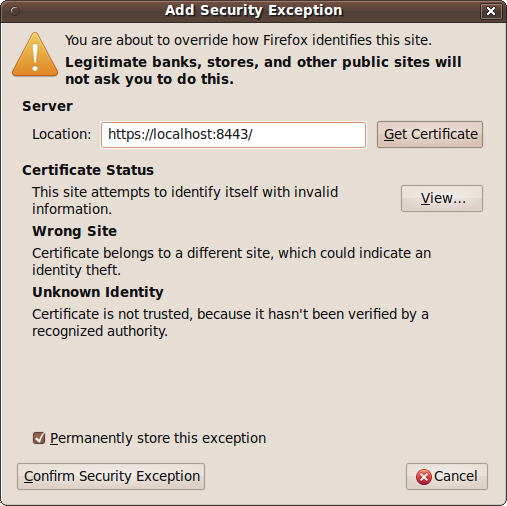 Add Security Exception
You are about to override how Firefox identifies this site.
Legitimate banks, stores, and other public sites will
not ask you to do this.
Server
Location: https://localhost:8443/ Get Certificate
Certificate Status
This site attempts to identify itself with invalid
information.
View...
Wrong Site
Certificate belongs to a different site, which could indicate an
identity theft.
Unknown Identity
Certificate is not trusted, because it hasn't been verified by a
recognized authority.
Permanently store this exception
Confirm Security Exception Cancel